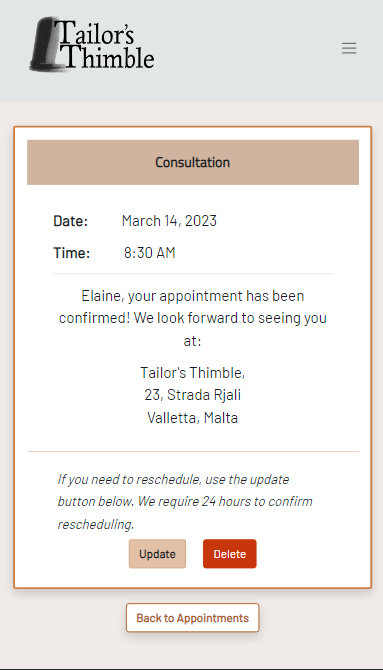 Tailor's
Thimble
Consultation
Date: March 14, 2023
Time: 8:30 AM
Elaine, your appointment has been
confirmed! We look forward to seeing you
at:
Tailor's Thimble,
23, Strada Rjali
Valletta, Malta
If you need to reschedule, use the update
button below. We require 24 hours to confirm
rescheduling.
Update Delete
Back to Appointments